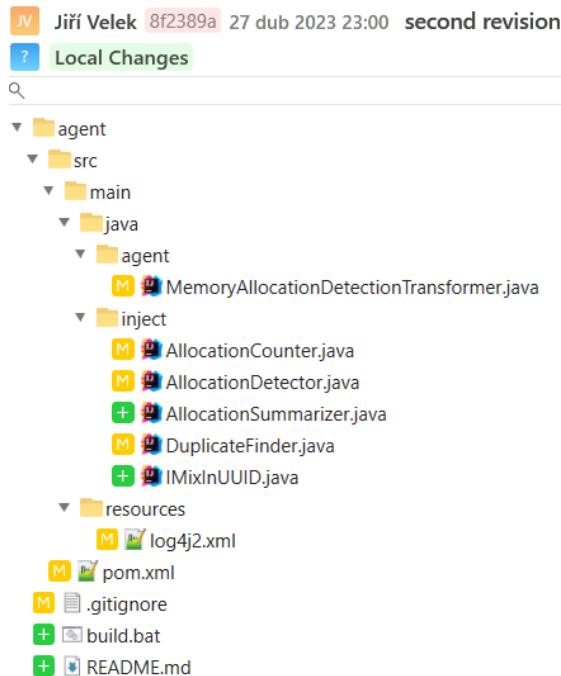 JV Jiří Velek 8f2389a 27 dub 2023 23:00 second revision
? Local Changes
agent
src
main
java
agent
M MemoryAllocationDetectionTransformer.java
inject
M AllocationCounter.java
M AllocationDetector.java
+ AllocationSummarizer.java
M DuplicateFinder.java
+ IMixInUUID.java
resources
M log4j2.xml
M pom.xml
M .gitignore
+ build.bat
+ README.md